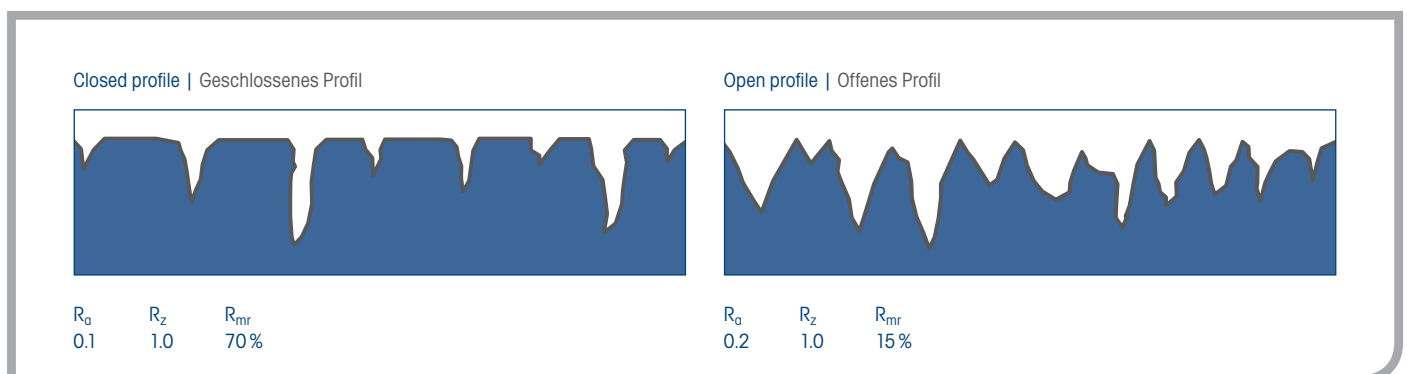 Closed profile | Geschlossenes Profil
Open profile | Offenes Profil
Ra Rz Rmr
0.1 1.0 70 %
Ra Rz Rmr
0.2 1.0 15 %